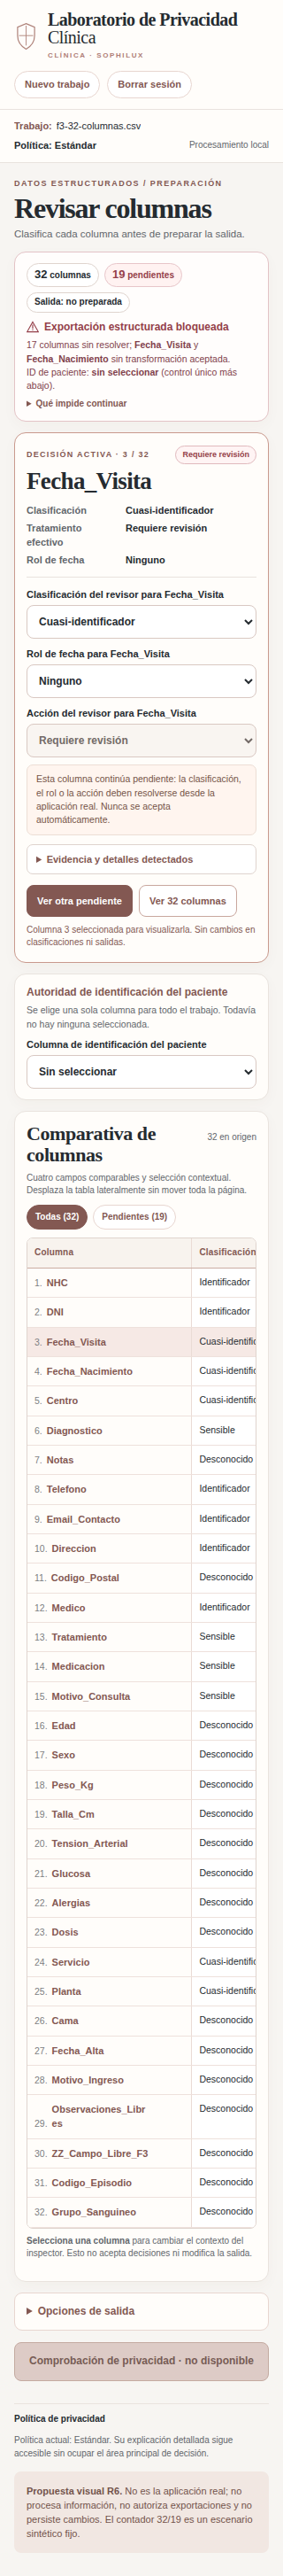 Laboratorio de Privacidad
Clínica
CLÍNICA · SOPHILUX
Nuevo trabajo
Borrar sesión
Trabajo: f3-32-columnas.csv
Política: Estándar
Procesamiento local
DATOS ESTRUCTURADOS / PREPARACIÓN
Revisar columnas
Clasifica cada columna antes de preparar la salida.
32 columnas
19 pendientes
Salida: no preparada
Exportación estructurada bloqueada
17 columnas sin resolver; Fecha_Visita y
Fecha_Nacimiento sin transformación aceptada.
ID de paciente: sin seleccionar (control único más
abajo).
Qué impide continuar
DECISIÓN ACTIVA · 3 / 32
Requiere revisión
Fecha_Visita
Clasificación Cuasi-identificador
Tratamiento
efectivo
Requiere revisión
Rol de fecha Ninguno
Clasificación del revisor para Fecha_Visita
Cuasi-identificador
Rol de fecha para Fecha_Visita
Ninguno
Acción del revisor para Fecha_Visita
Requiere revisión
Esta columna continúa pendiente: la clasificación,
el rol o la acción deben resolverse desde la
aplicación real. Nunca se acepta
automáticamente.
Evidencia y detalles detectados
Ver otra pendiente
Ver 32 columnas
Columna 3 seleccionada para visualizarla. Sin cambios en
clasificaciones ni salidas.
Autoridad de identificación del paciente
Se elige una sola columna para todo el trabajo. Todavía
no hay ninguna seleccionada.
Columna de identificación del paciente
Sin seleccionar
Comparativa de
columnas
32 en origen
Cuatro campos comparables y selección contextual.
Desplaza la tabla lateralmente sin mover toda la página.
Todas (32)
Pendientes (19)
Columna Clasificación
1. NHC Identificador
2. DNI Identificador
3. Fecha_Visita Cuasi-identific
4. Fecha_Nacimiento Cuasi-identific
5. Centro Cuasi-identific
6. Diagnostico Sensible
7. Notas Desconocido
8. Telefono Identificador
9. Email_Contacto Identificador
10. Direccion Identificador
11. Codigo_Postal Desconocido
12. Medico Identificador
13. Tratamiento Sensible
14. Medicacion Sensible
15. Motivo_Consulta Sensible
16. Edad Desconocido
17. Sexo Desconocido
18. Peso_Kg Desconocido
19. Talla_Cm Desconocido
20. Tension_Arterial Desconocido
21. Glucosa Desconocido
22. Alergias Desconocido
23. Dosis Desconocido
24. Servicio Cuasi-identific
25. Planta Cuasi-identific
26. Cama Desconocido
27. Fecha_Alta Desconocido
28. Motivo_Ingreso Desconocido
29. Observaciones_Libr
es
Desconocido
30. ZZ_Campo_Libre_F3 Desconocido
31. Codigo_Episodio Desconocido
32. Grupo_Sanguineo Desconocido
Selecciona una columna para cambiar el contexto del
inspector. Esto no acepta decisiones ni modifica la salida.
Opciones de salida
Comprobación de privacidad · no disponible
Política de privacidad
Política actual: Estándar. Su explicación detallada sigue
accesible sin ocupar el área principal de decisión.
Propuesta visual R6. No es la aplicación real; no
procesa información, no autoriza exportaciones y no
persiste cambios. El contador 32/19 es un escenario
sintético fijo.